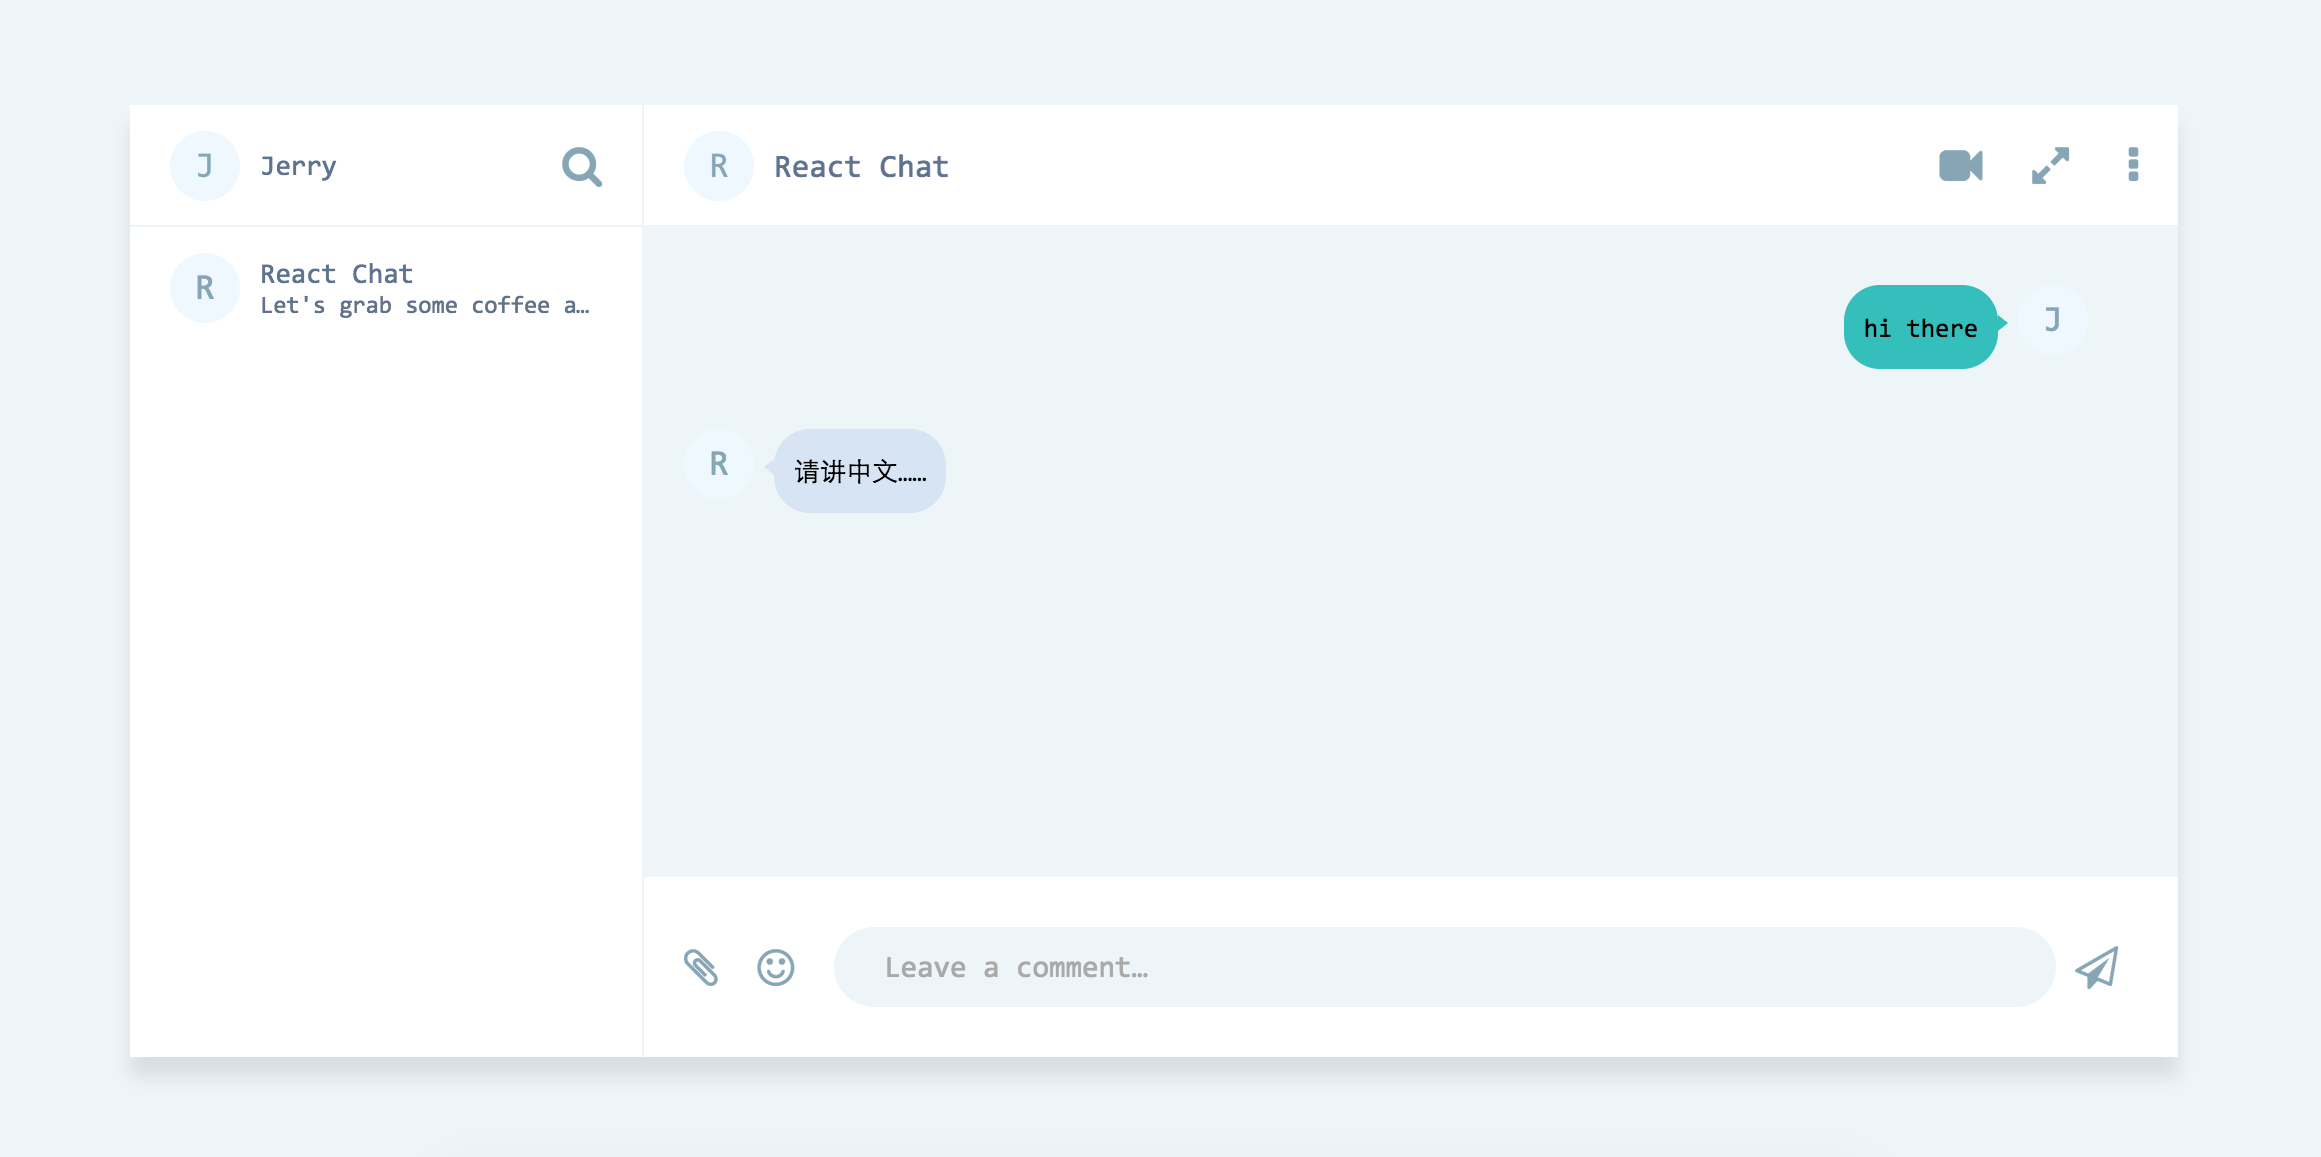 J
Jerry
R
React Chat
R
React Chat
Let's grab some coffee a…
hi there
J
R
请讲中文……
Leave a comment…